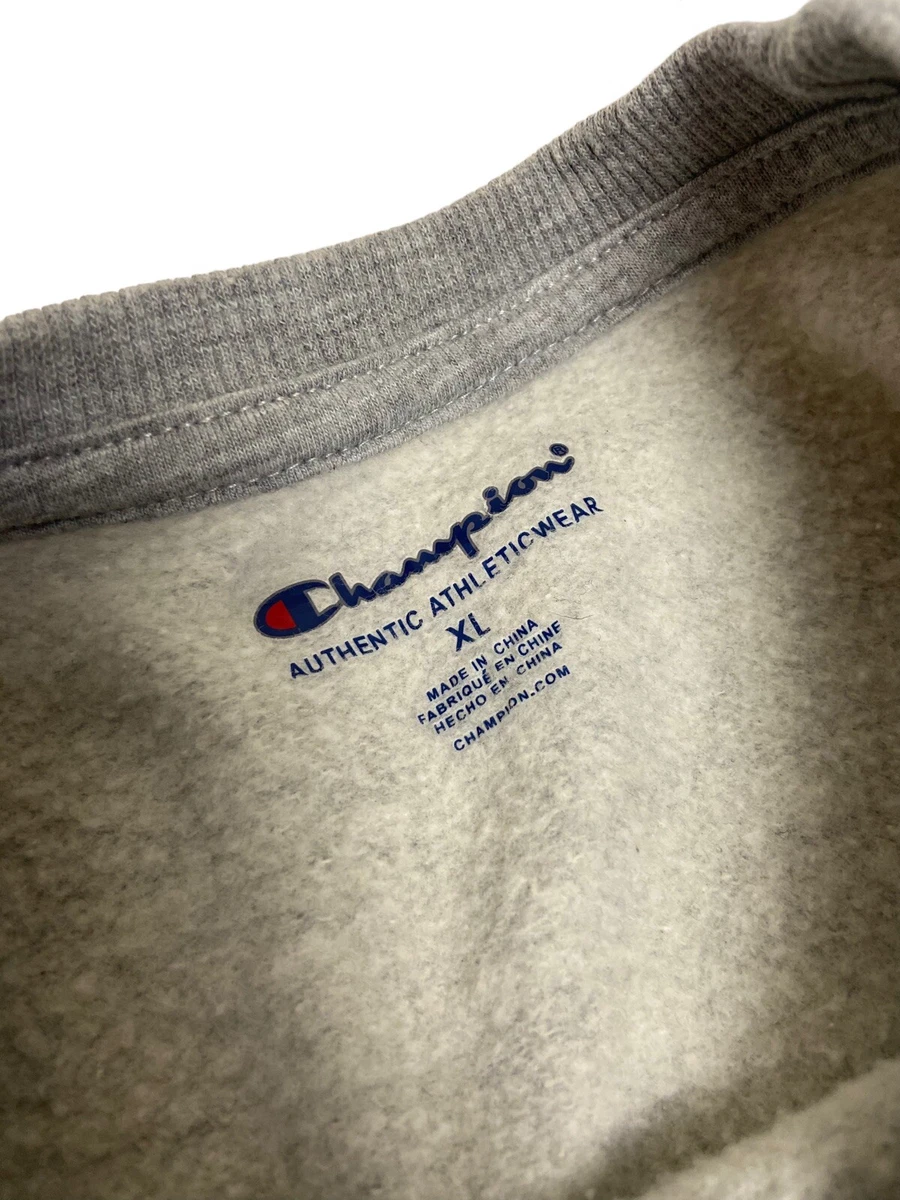 Champion®
AUTHENTIC ATHLETICWEAR
XL
MADE IN CHINA
FABRIQUÉ EN CHINE
HECHO EN CHINA
CHAMPION.COM